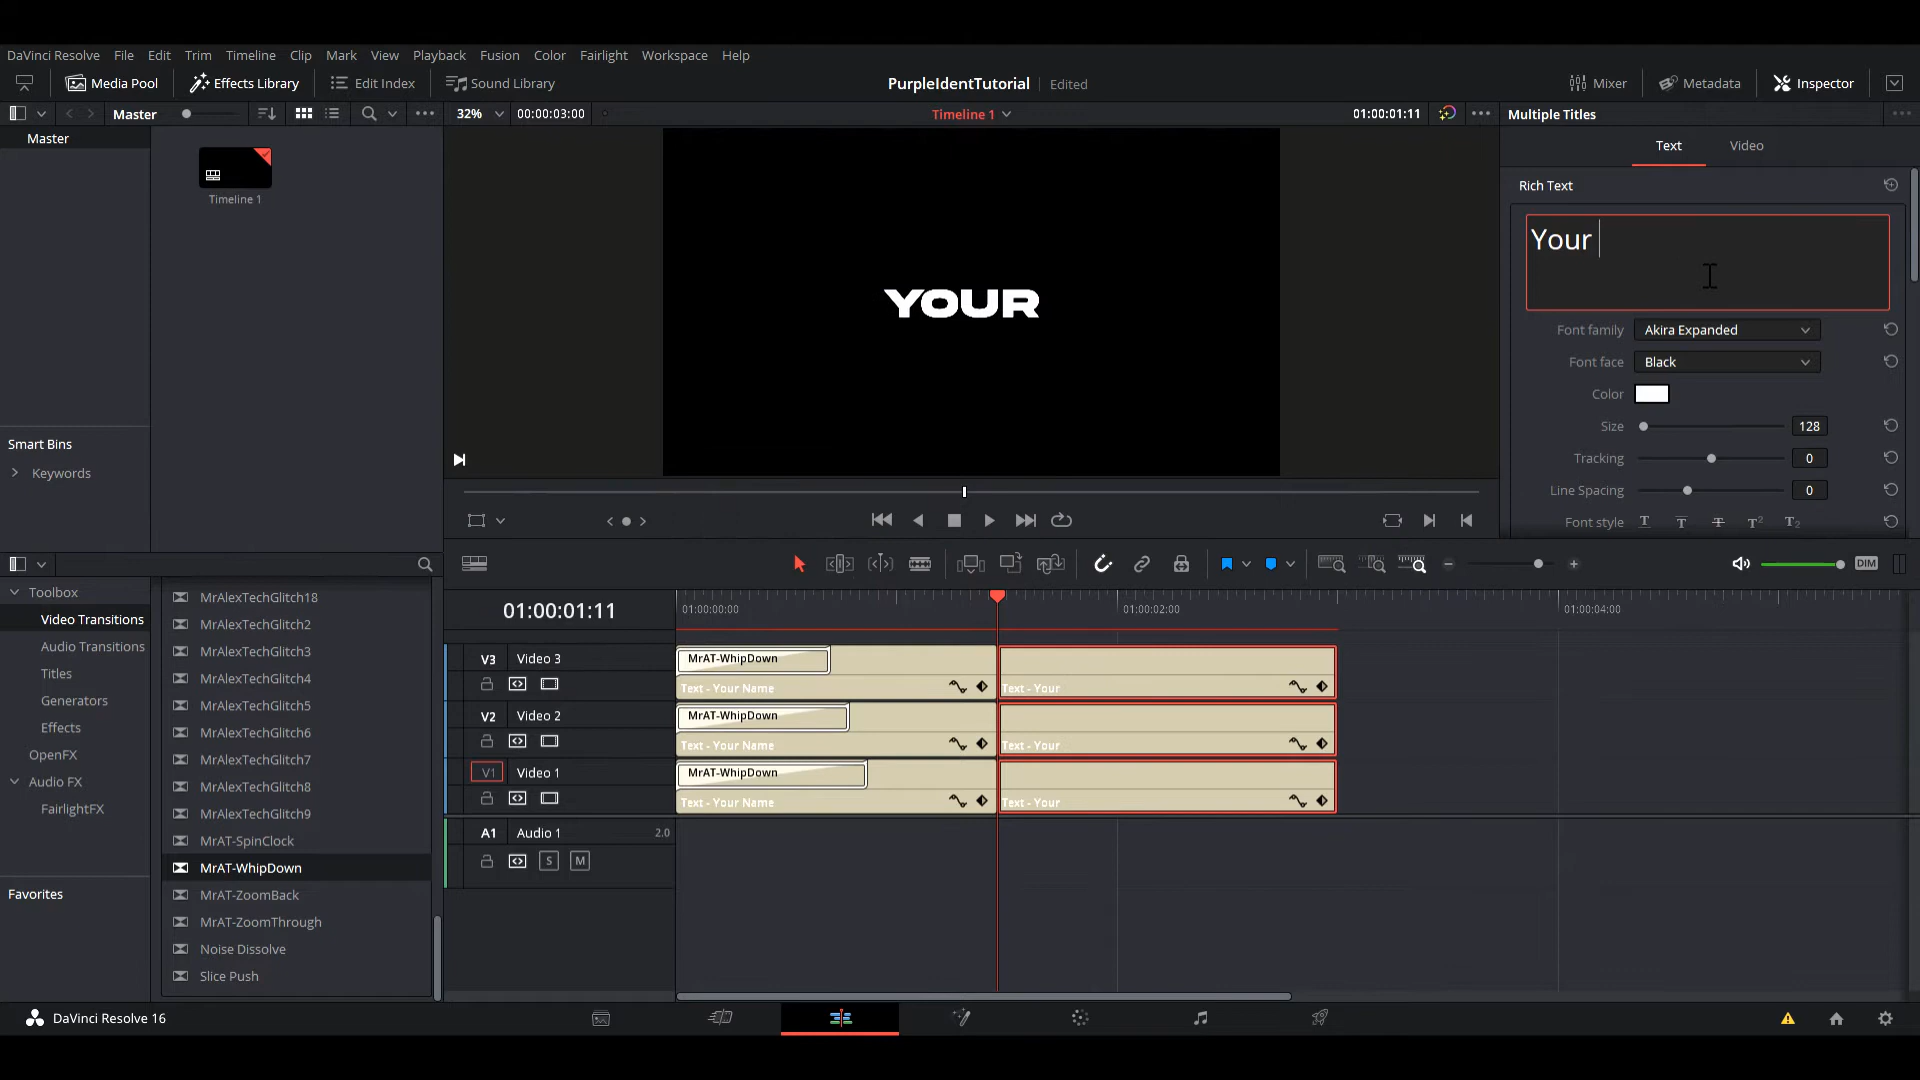 DaVinci Resolve File Edit Trim Timeline Clip Mark View Playback Fusion Color Fairlight Workspace Help
Media Pool Effects Library Edit Index Sound Library PurpleIdentTutorial Edited Mixer Metadata Inspector
Master 32% 00:00:03:00 Timeline 1 01:00:01:11 Multiple Titles
Master
Timeline 1
Smart Bins
Keywords
YOUR
Text Video
Rich Text
Your
Font family Akira Expanded
Font face Black
Color
Size 128
Tracking 0
Line Spacing 0
Font style T T T T² T₂
Toolbox
Video Transitions
Audio Transitions
Titles
Generators
Effects
OpenFX
Audio FX
FairlightFX
Favorites
MrAlexTechGlitch18
MrAlexTechGlitch2
MrAlexTechGlitch3
MrAlexTechGlitch4
MrAlexTechGlitch5
MrAlexTechGlitch6
MrAlexTechGlitch7
MrAlexTechGlitch8
MrAlexTechGlitch9
MrAT-SpinClock
MrAT-WhipDown
MrAT-ZoomBack
MrAT-ZoomThrough
Noise Dissolve
Slice Push
DIM
01:00:01:11 01:00:00:00 01:00:02:00 01:00:04:00
V3 Video 3 MrAT-WhipDown
Text - Your Name Text - Your
V2 Video 2 MrAT-WhipDown
Text - Your Name Text - Your
V1 Video 1 MrAT-WhipDown
Text - Your Name Text - Your
A1 Audio 1 2.0
S M
DaVinci Resolve 16